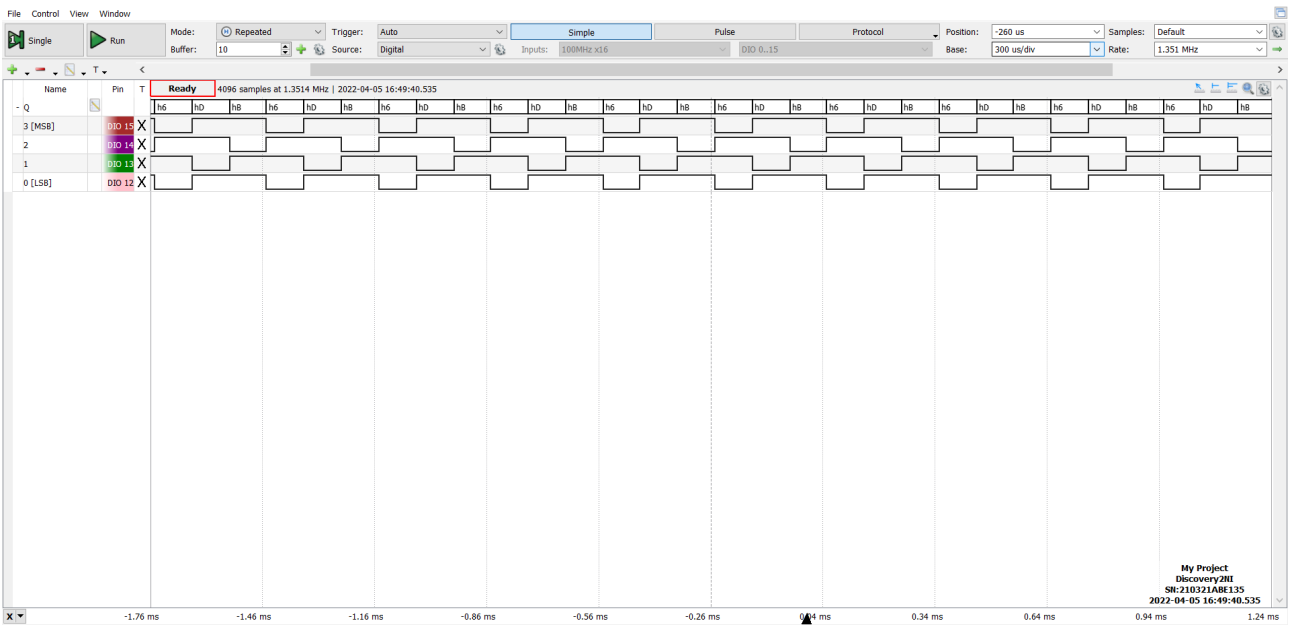 File Control View Window
Single Run Mode: Repeated Trigger: Auto Simple Pulse Protocol Position: -260 us Samples: Default
Buffer: 10 Source: Digital Inputs: 100MHz x16 DIO 0..15 Base: 300 us/div Rate: 1.351 MHz
T
Name Pin T Ready 4096 samples at 1.3514 MHz | 2022-04-05 16:49:40.535
- Q h6 hD hB h6 hD hB h6 hD hB h6 hD hB h6 hD hB h6 hD hB h6 hD hB h6 hD hB h6 hD hB h6 hD hB
3 [MSB] DIO 15 X
2 DIO 14 X
1 DIO 13 X
0 [LSB] DIO 12 X
My Project
Discovery2NI
SN:210321ABE135
2022-04-05 16:49:40.535
X -1.76 ms -1.46 ms -1.16 ms -0.86 ms -0.56 ms -0.26 ms 0.04 ms 0.34 ms 0.64 ms 0.94 ms 1.24 ms